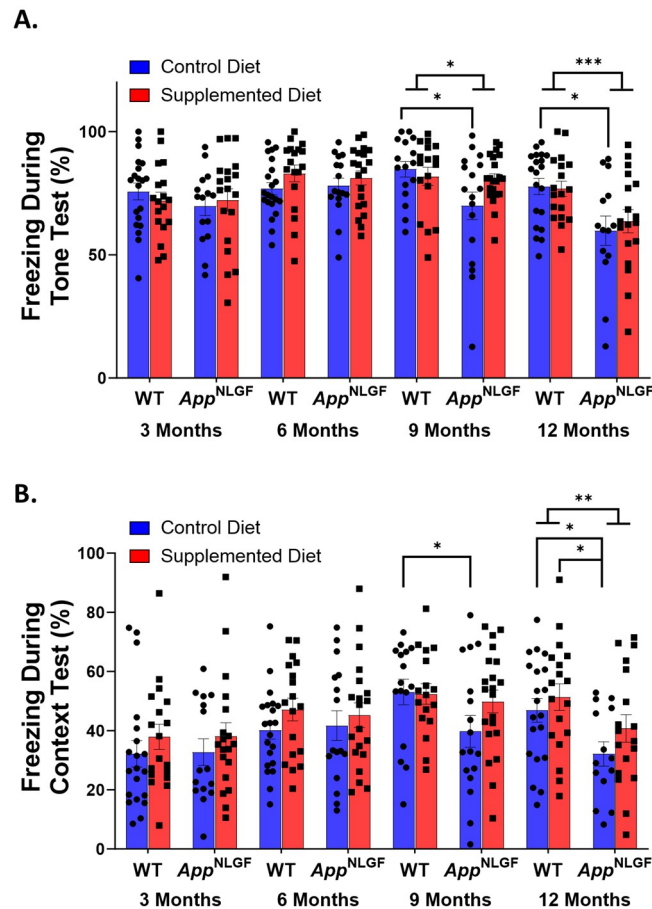 A.
Control Diet
Supplemented Diet
* ***
* *
Freezing During
Tone Test (%)
100
50
0
WT App^NLGF WT App^NLGF WT App^NLGF WT App^NLGF
3 Months 6 Months 9 Months 12 Months
B.
Control Diet
Supplemented Diet
**
*
* *
Freezing During
Context Test (%)
100
80
60
40
20
0
WT App^NLGF WT App^NLGF WT App^NLGF WT App^NLGF
3 Months 6 Months 9 Months 12 Months